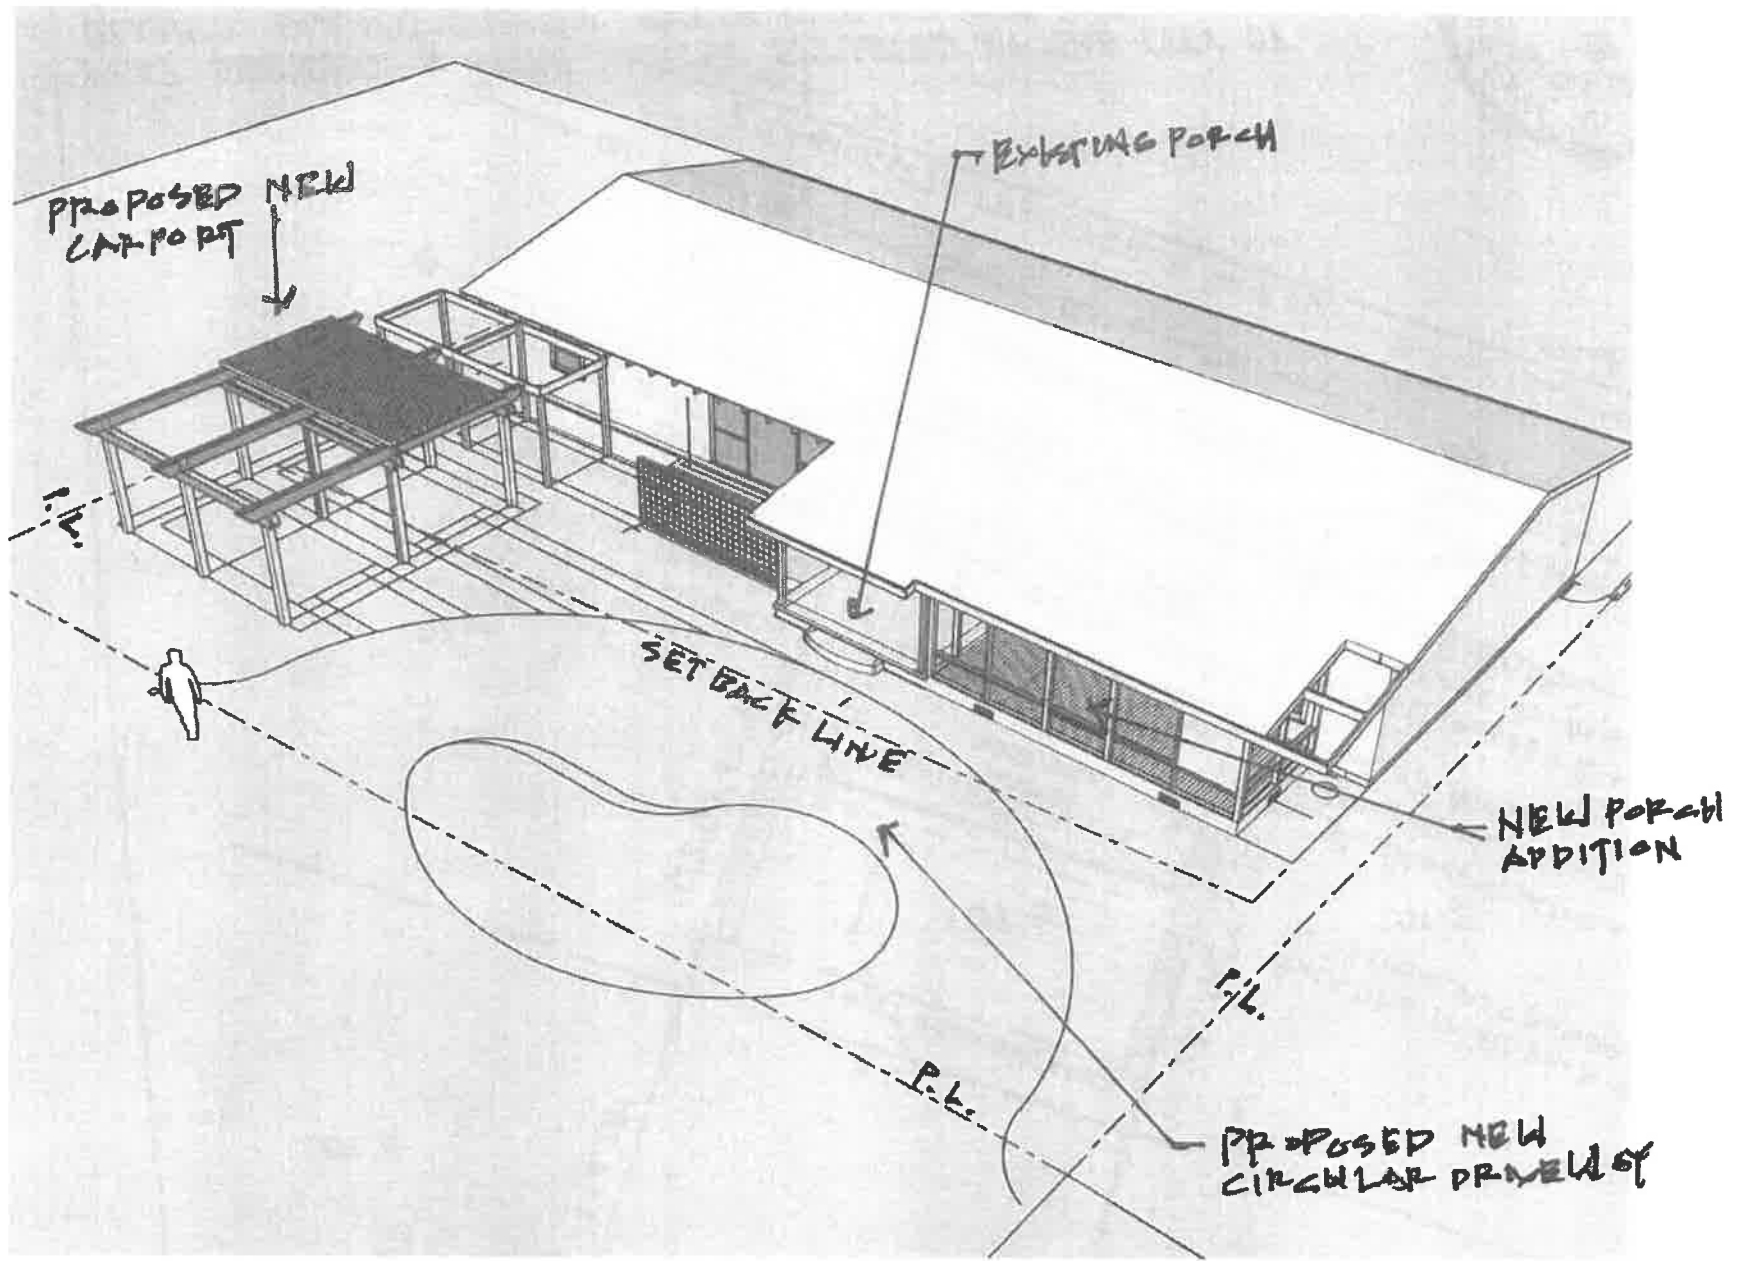 EXISTING PORCH
PROPOSED NEW
CARPORT
P.L.
SETBACK LINE
NEW PORCH
ADDITION
P.L.
P.L.
PROPOSED NEW
CIRCULAR DRIVEWAY